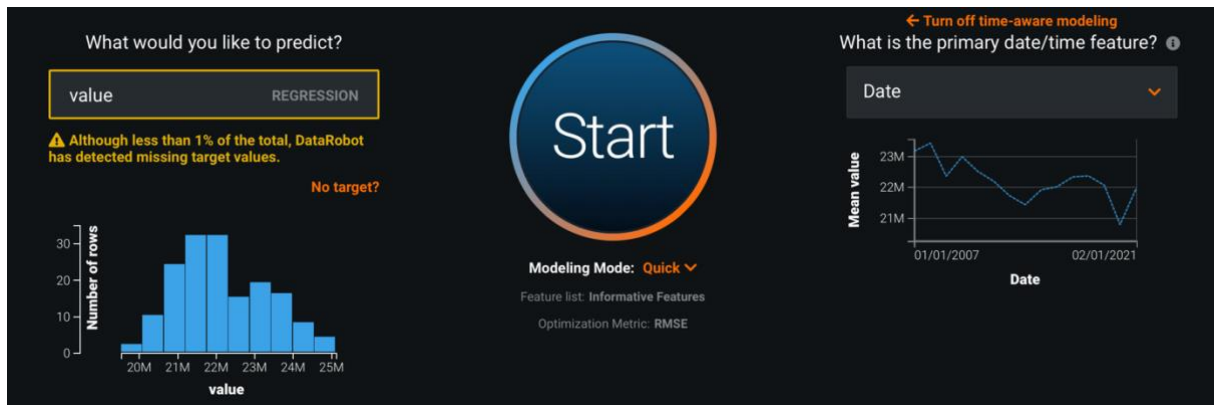 What would you like to predict?
value REGRESSION
Although less than 1% of the total, DataRobot
has detected missing target values.
No target?
Number of rows
30
20
10
0
20M 21M 22M 23M 24M 25M
value
Start
Modeling Mode: Quick
Feature list: Informative Features
Optimization Metric: RMSE
← Turn off time-aware modeling
What is the primary date/time feature?
Date
Mean value
23M
22M
21M
01/01/2007 02/01/2021
Date